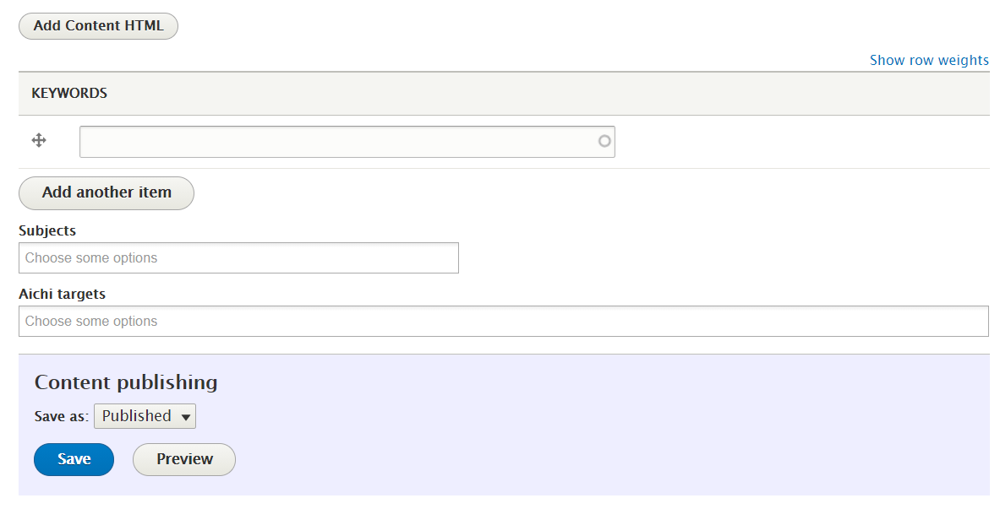 Add Content HTML
Show row weights
KEYWORDS
Add another item
Subjects
Choose some options
Aichi targets
Choose some options
Content publishing
Save as: Published
Save Preview